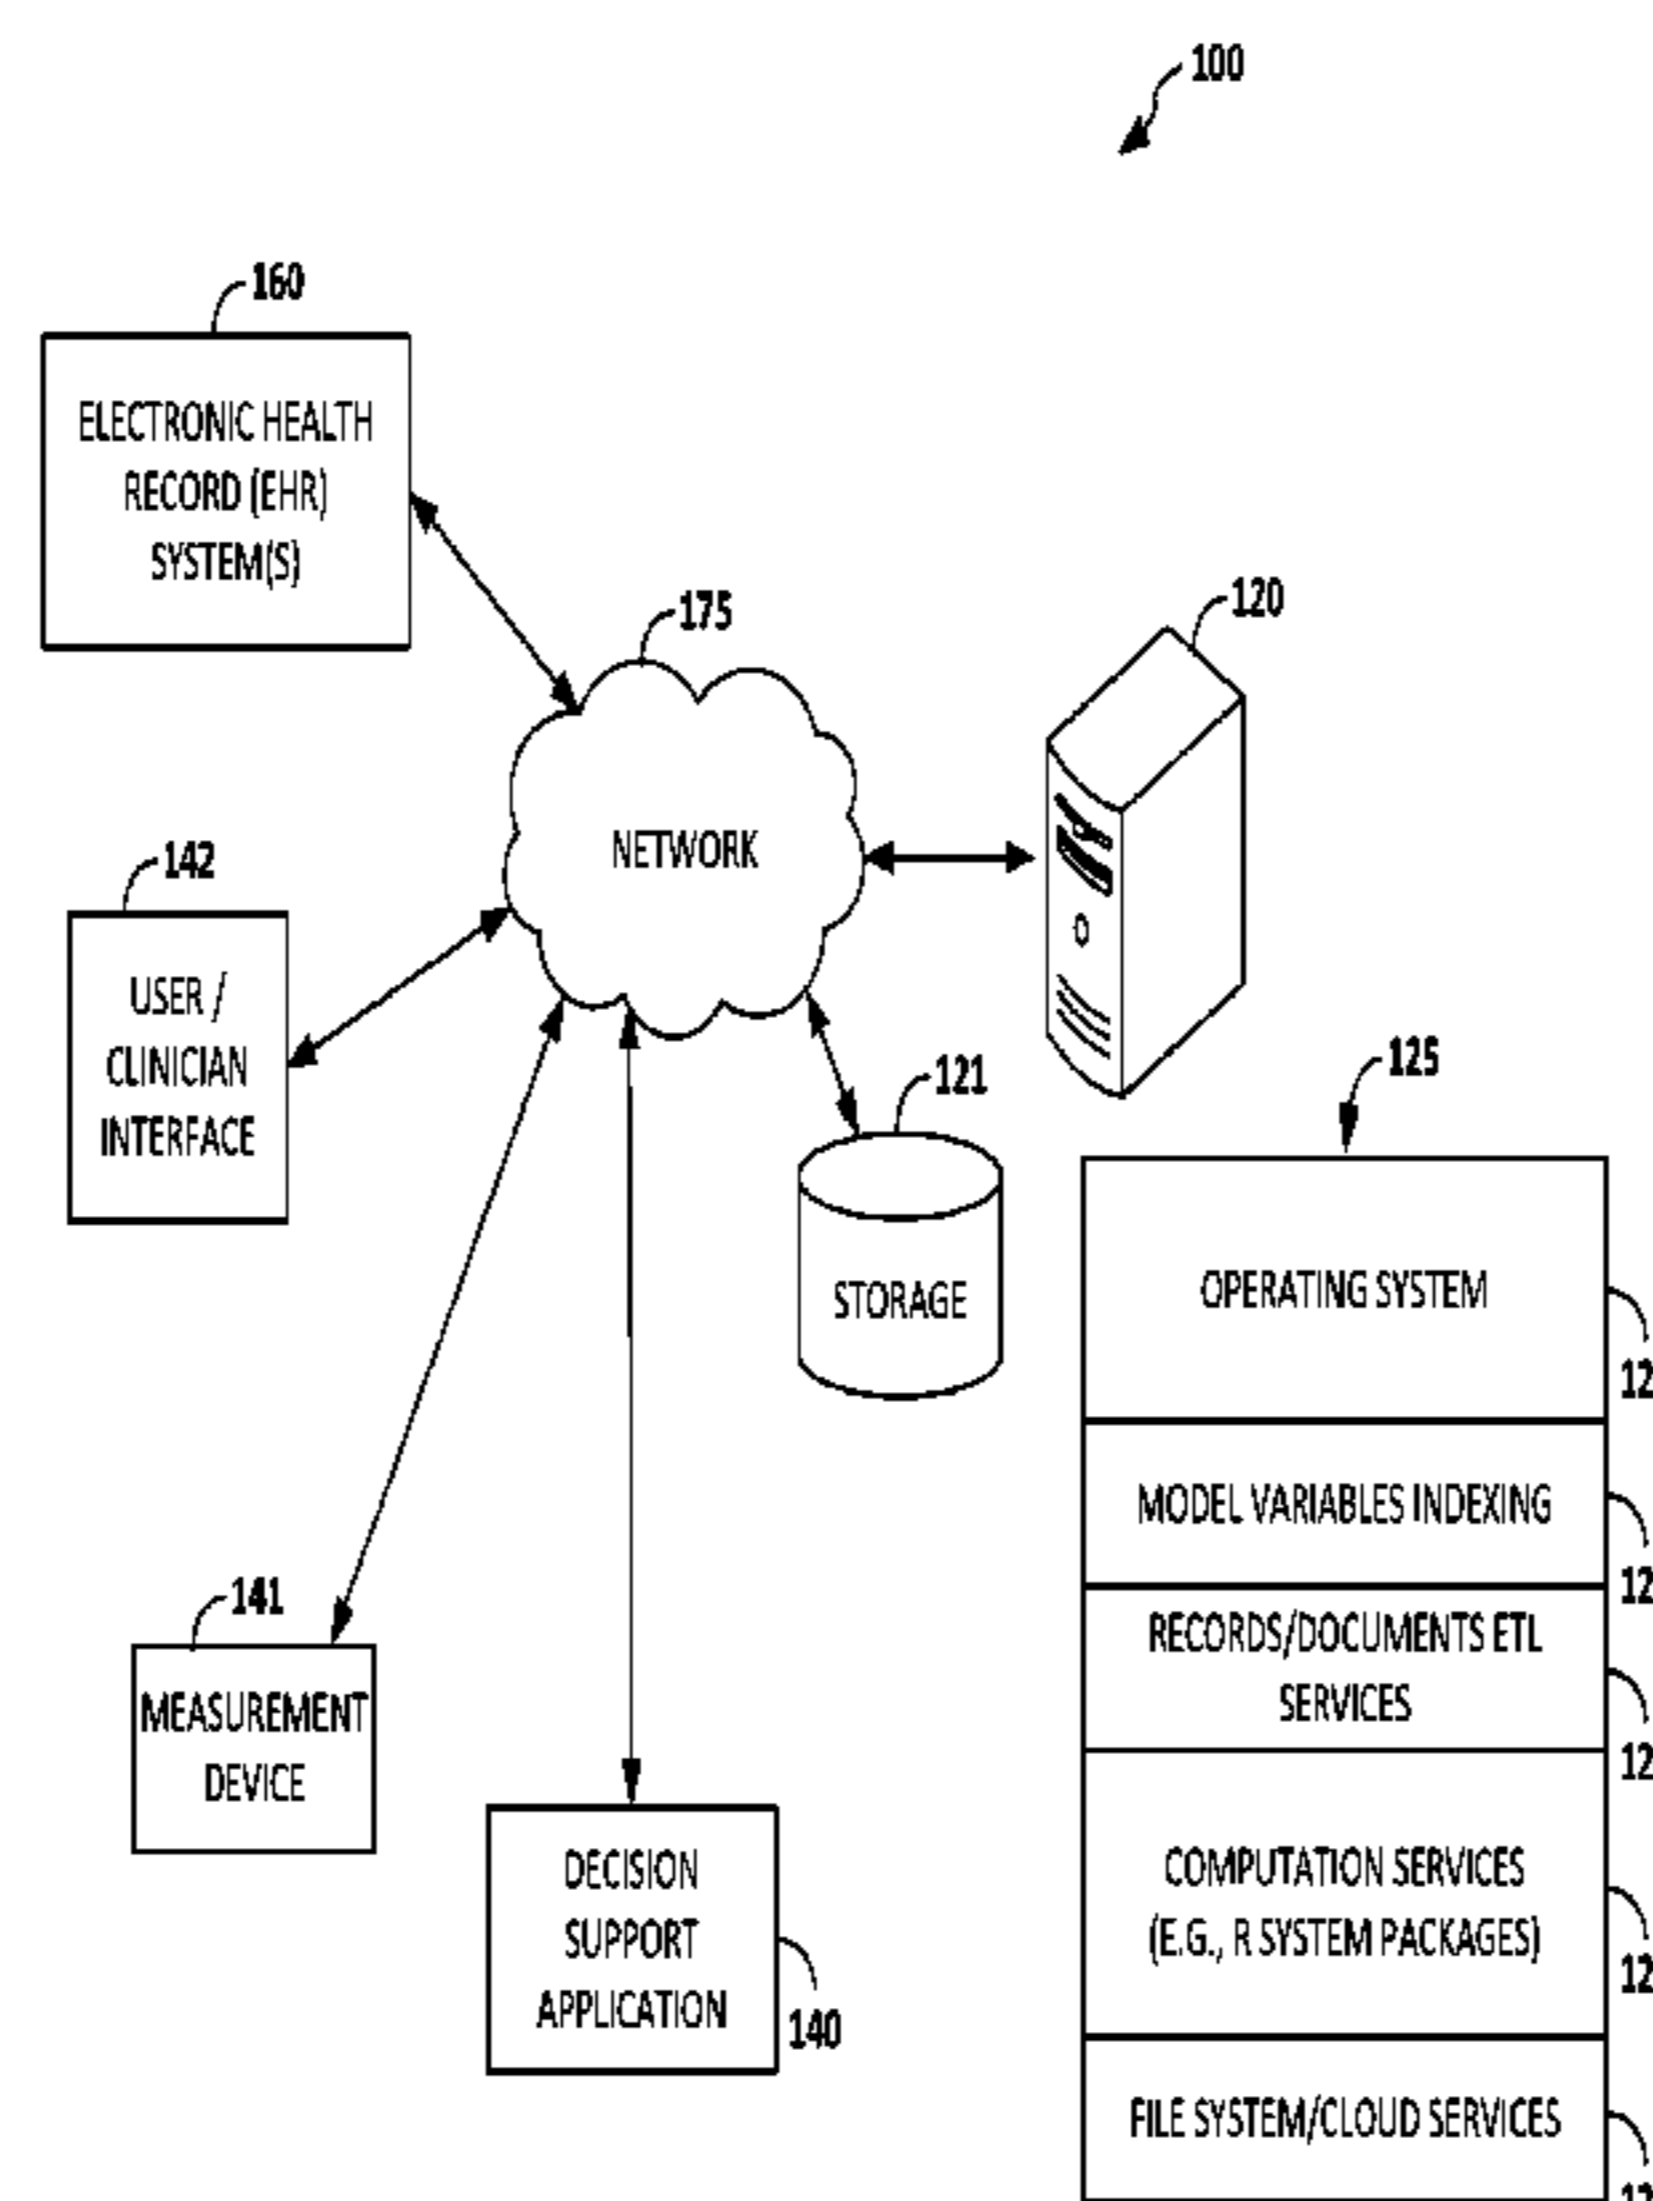 100
160
ELECTRONIC HEALTH
RECORD (EHR)
SYSTEM(S)
175
120
NETWORK
142
USER /
CLINICIAN
INTERFACE
121
125
STORAGE
OPERATING SYSTEM
MODEL VARIABLES INDEXING
141
RECORDS/DOCUMENTS ETL
SERVICES
MEASUREMENT
DEVICE
DECISION
SUPPORT
APPLICATION
140
COMPUTATION SERVICES
(E.G., R SYSTEM PACKAGES)
FILE SYSTEM/CLOUD SERVICES